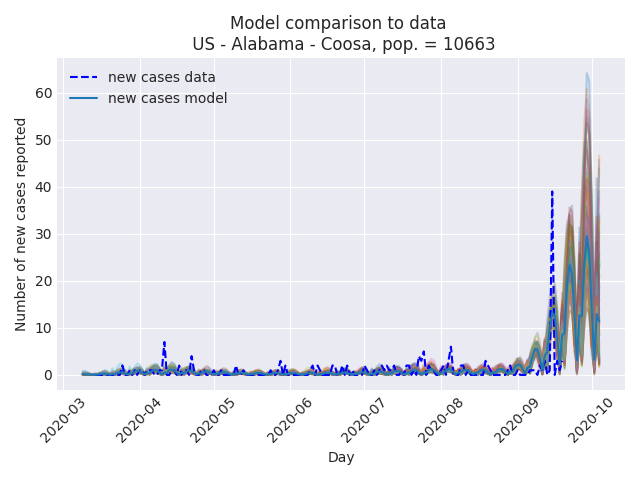 Model comparison to data
US - Alabama - Coosa, pop. = 10663
new cases data
new cases model
Number of new cases reported
60
50
40
30
20
10
0
2020-03
2020-04
2020-05
2020-06
2020-07
2020-08
2020-09
2020-10
Day